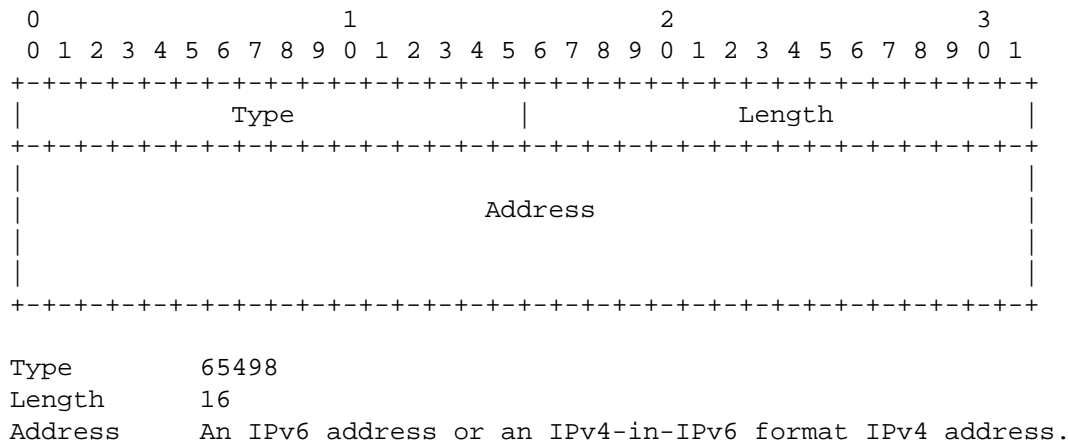 0                   1                   2                   3
 0 1 2 3 4 5 6 7 8 9 0 1 2 3 4 5 6 7 8 9 0 1 2 3 4 5 6 7 8 9 0 1
+-+-+-+-+-+-+-+-+-+-+-+-+-+-+-+-+-+-+-+-+-+-+-+-+-+-+-+-+-+-+-+-+
|             Type              |             Length            |
+-+-+-+-+-+-+-+-+-+-+-+-+-+-+-+-+-+-+-+-+-+-+-+-+-+-+-+-+-+-+-+-+
|                                                               |
|                             Address                           |
|                                                               |
|                                                               |
+-+-+-+-+-+-+-+-+-+-+-+-+-+-+-+-+-+-+-+-+-+-+-+-+-+-+-+-+-+-+-+-+
Type        65498
Length      16
Address     An IPv6 address or an IPv4-in-IPv6 format IPv4 address.